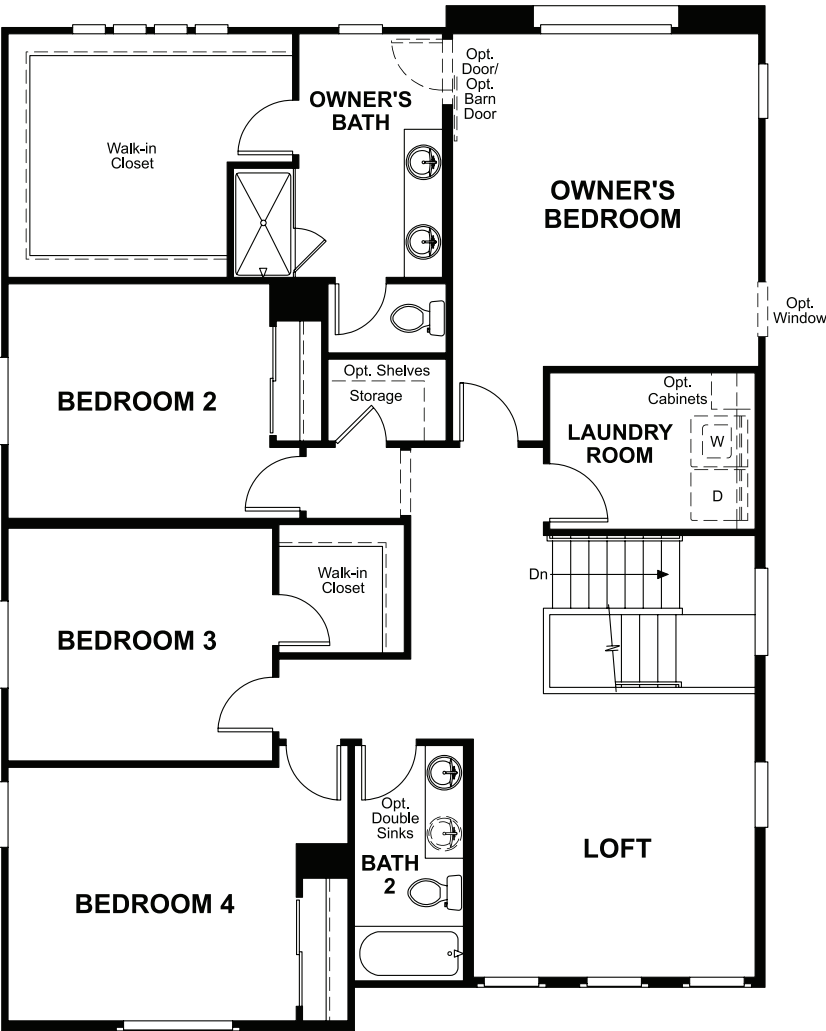 Walk-in
Closet
OWNER'S
BATH
Opt.
Door/
Opt.
Barn
Door
OWNER'S
BEDROOM
Opt.
Window
BEDROOM 2
Opt. Shelves
Storage
Opt.
Cabinets
LAUNDRY
ROOM
W
D
BEDROOM 3
Walk-in
Closet
Dn
BEDROOM 4
Opt.
Double
Sinks
BATH
2
LOFT